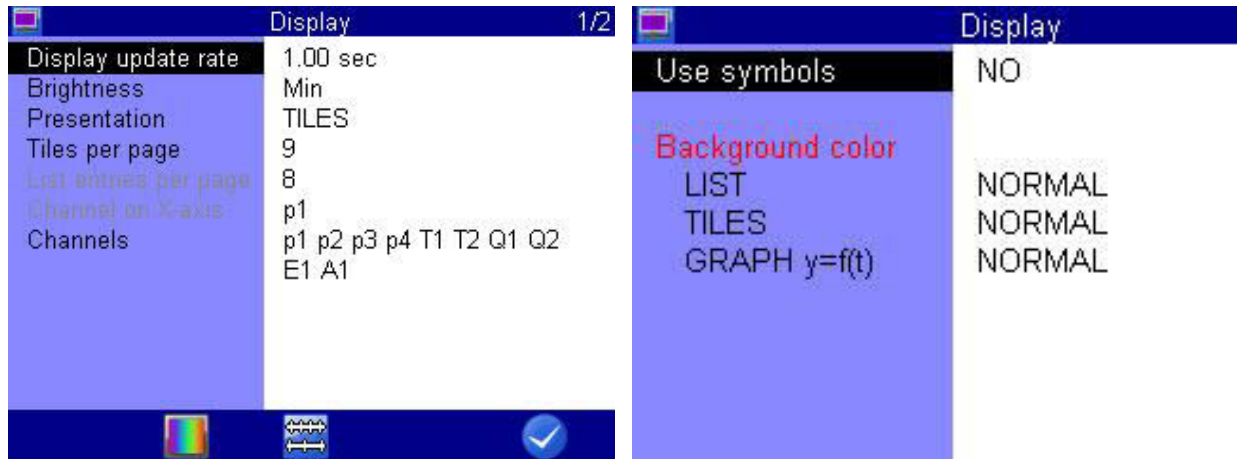 Display 1/2
Display update rate 1.00 sec
Brightness Min
Presentation TILES
Tiles per page 9
List entries per page 8
Channel on X-axis p1
Channels p1 p2 p3 p4 T1 T2 Q1 Q2
E1 A1
Display
Use symbols NO
Background color
LIST NORMAL
TILES NORMAL
GRAPH y=f(t) NORMAL